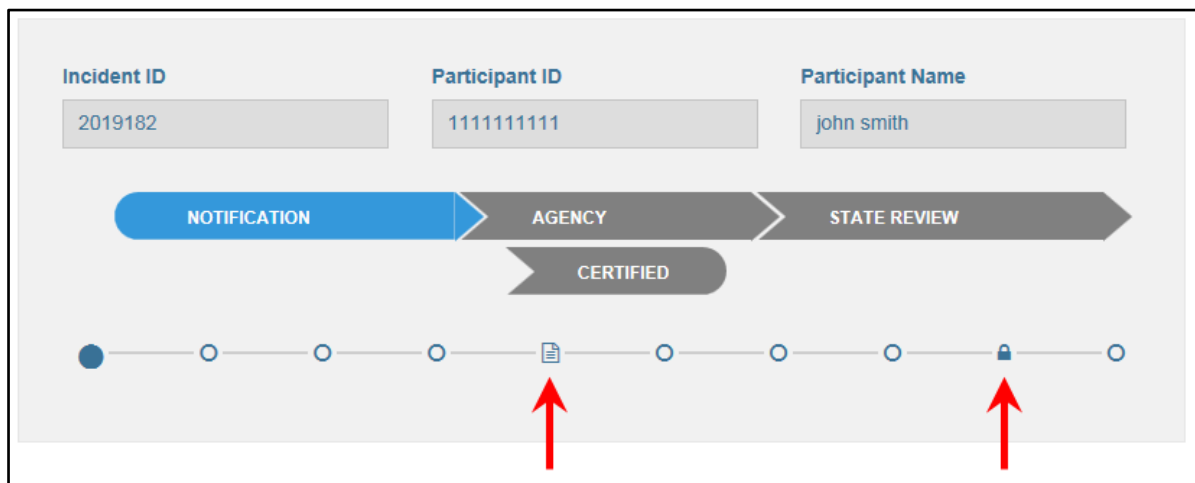 Incident ID
Participant ID
Participant Name
2019182
1111111111
john smith
NOTIFICATION
AGENCY
STATE REVIEW
CERTIFIED